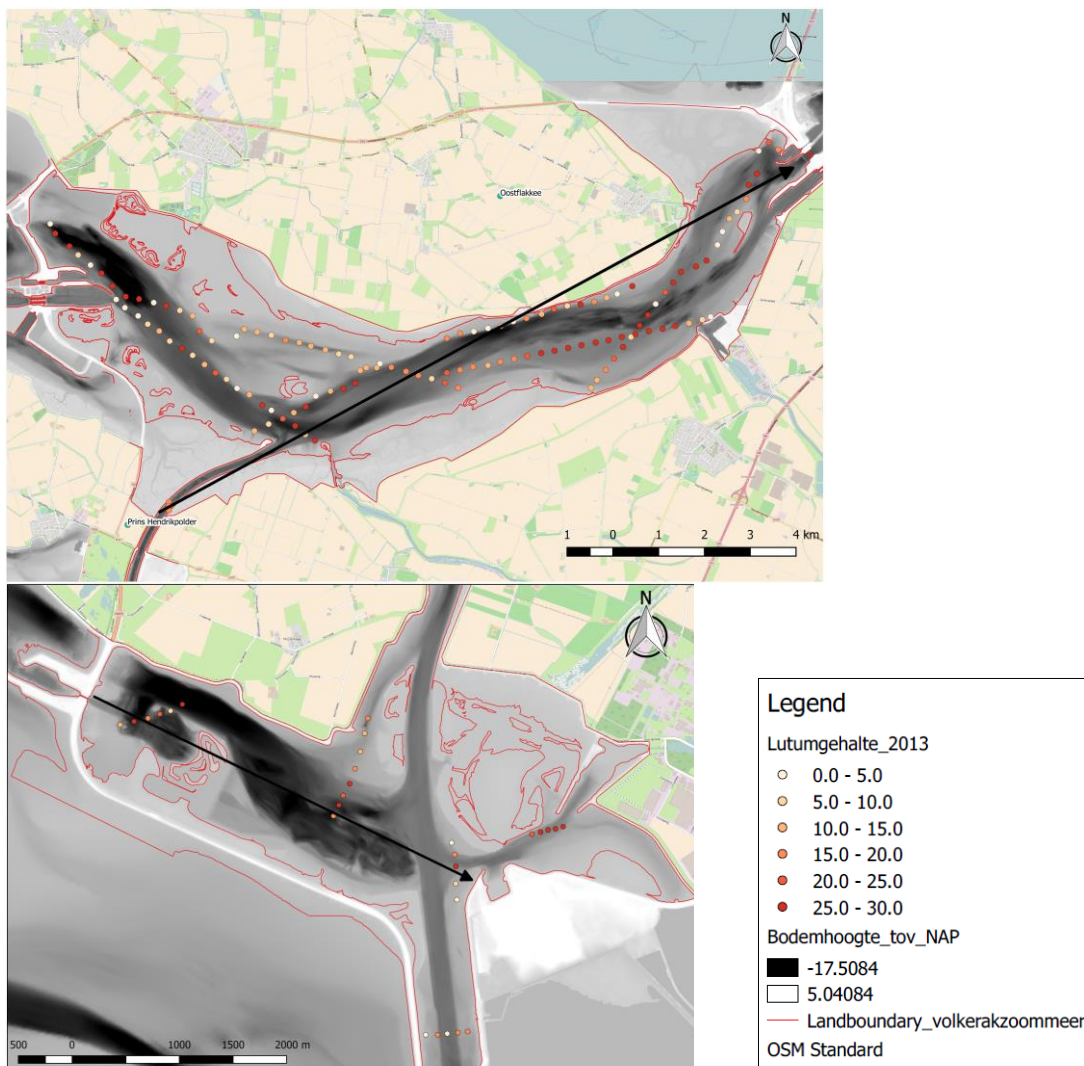 N
Oostflakkee
Prins Hendrikpolder
1 0 1 2 3 4 km
N
500 0 1000 1500 2000 m
Legend
Lutumgehalte_2013
0.0 - 5.0
5.0 - 10.0
10.0 - 15.0
15.0 - 20.0
20.0 - 25.0
25.0 - 30.0
Bodemhoogte_tov_NAP
-17.5084
5.04084
Landboundary_volkerakzoommeer
OSM Standard